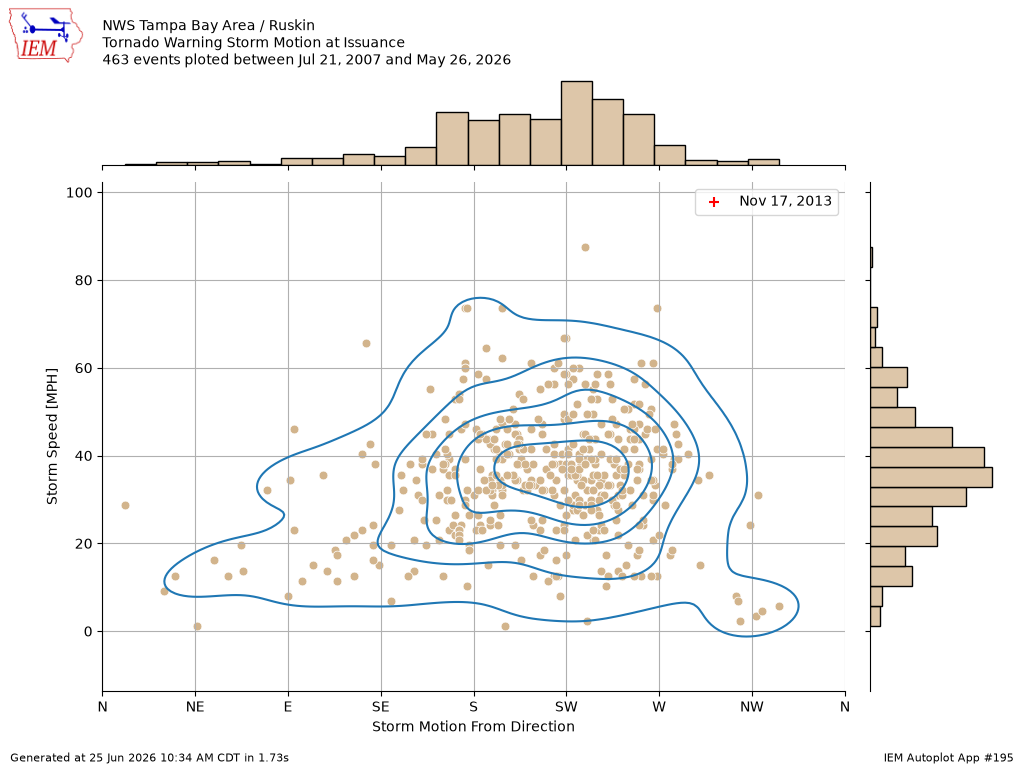 IEM
NWS Tampa Bay Area / Ruskin
Tornado Warning Storm Motion at Issuance
463 events ploted between Jul 21, 2007 and May 26, 2026
Nov 17, 2013
100
80
60
40
20
0
Storm Speed [MPH]
N NE E SE S SW W NW N
Storm Motion From Direction
Generated at 25 Jun 2026 10:34 AM CDT in 1.73s
IEM Autoplot App #195